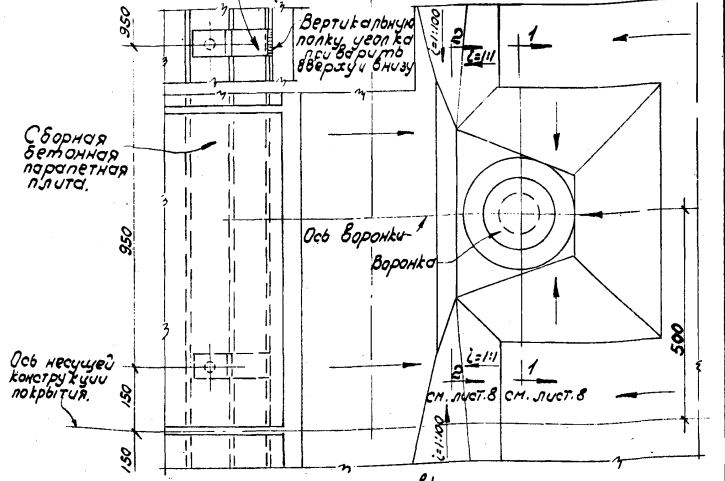 950
Вертикальную
полку уголка
приварить
вверху и внизу
i=1:100
2
i=1:1
1
Сборная
бетонная
парапетная
плита.
950
Ось воронки
Воронка
500
Ось несущей
конструкции
покрытия.
150
i=1:1
2
1
см. лист.8 см. лист.8
i=1:100
150